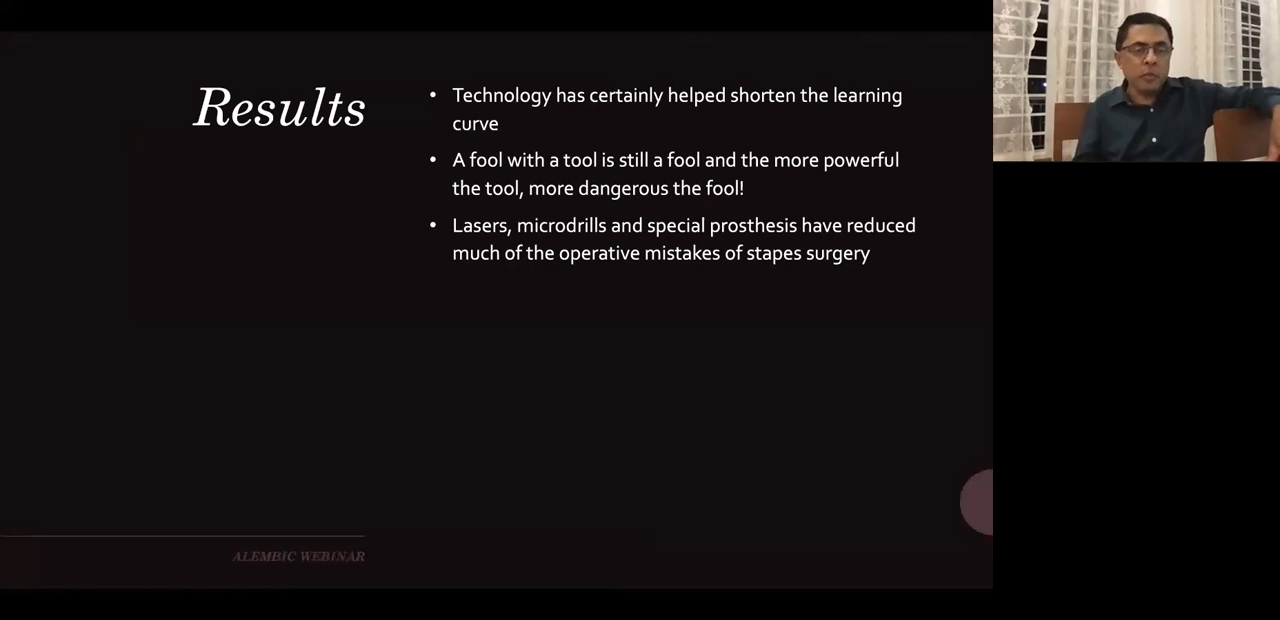 Results
• Technology has certainly helped shorten the learning
curve
• A fool with a tool is still a fool and the more powerful
the tool, more dangerous the fool!
• Lasers, microdrills and special prosthesis have reduced
much of the operative mistakes of stapes surgery
ALEMBIC WEBINAR